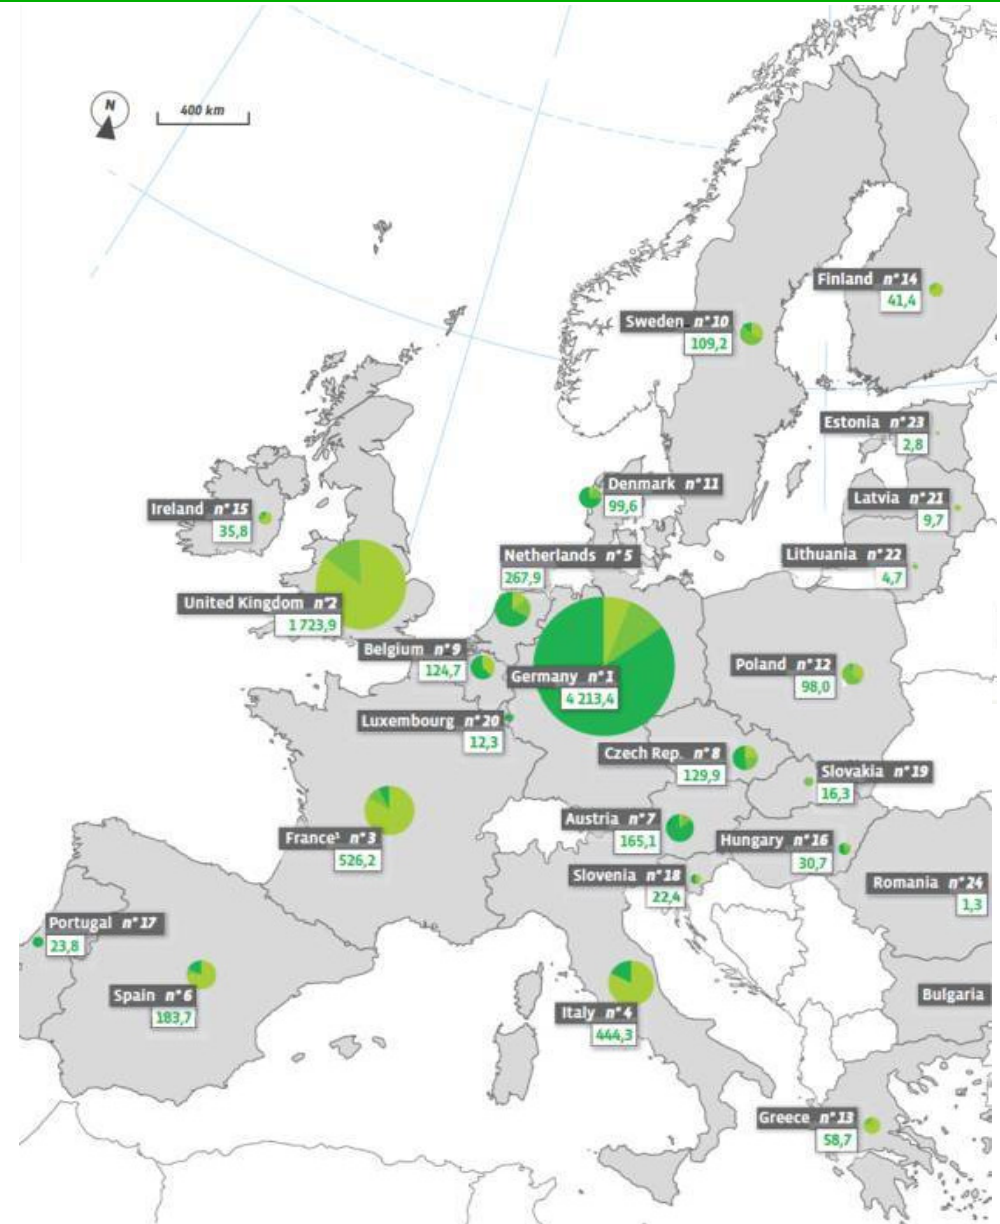 N
400 km
Finland n°14
41,4
Sweden n°10
109,2
Estonia n°23
2,8
Denmark n°11
99,6
Latvia n°21
9,7
Ireland n°15
35,8
Netherlands n°5
267,9
Lithuania n°22
4,7
United Kingdom n°2
1 723,9
Belgium n°9
124,7
Germany n°1
4 213,4
Poland n°12
98,0
Luxembourg n°20
12,3
Czech Rep. n°8
129,9
Slovakia n°19
16,3
France¹ n°3
526,2
Austria n°7
165,1
Hungary n°16
30,7
Slovenia n°18
22,4
Romania n°24
1,3
Portugal n°17
23,8
Spain n°6
183,7
Italy n°4
444,3
Bulgaria
Greece n°13
58,7